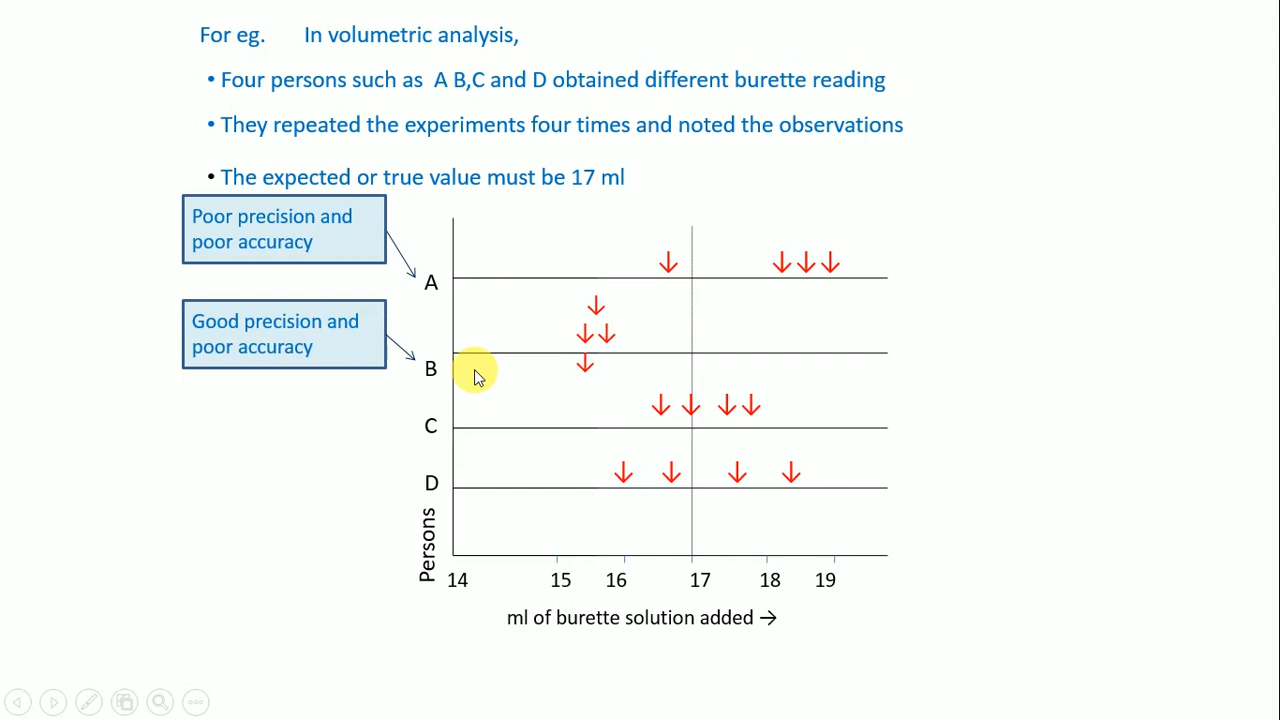 For eg. In volumetric analysis,
• Four persons such as A B,C and D obtained different burette reading
• They repeated the experiments four times and noted the observations
• The expected or true value must be 17 ml
Poor precision and
poor accuracy
A
Good precision and
poor accuracy
B
C
D
Persons
14 15 16 17 18 19
ml of burette solution added →